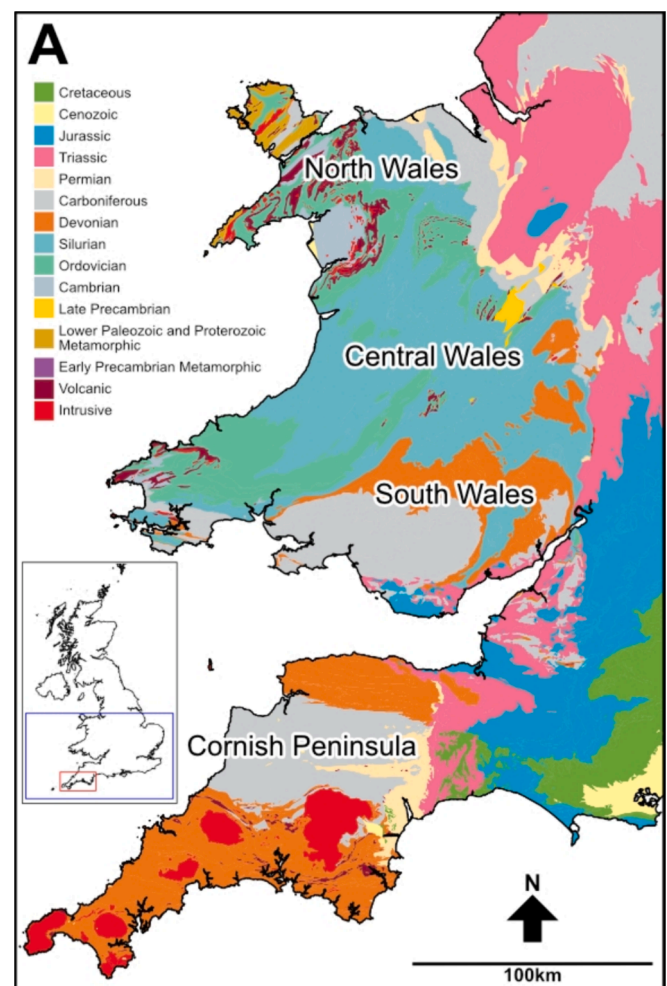 A
Cretaceous
Cenozoic
Jurassic
Triassic
Permian
Carboniferous
Devonian
Silurian
Ordovician
Cambrian
Late Precambrian
Lower Paleozoic and Proterozoic
Metamorphic
Early Precambrian Metamorphic
Volcanic
Intrusive
North Wales
Central Wales
South Wales
Cornish Peninsula
N
100km